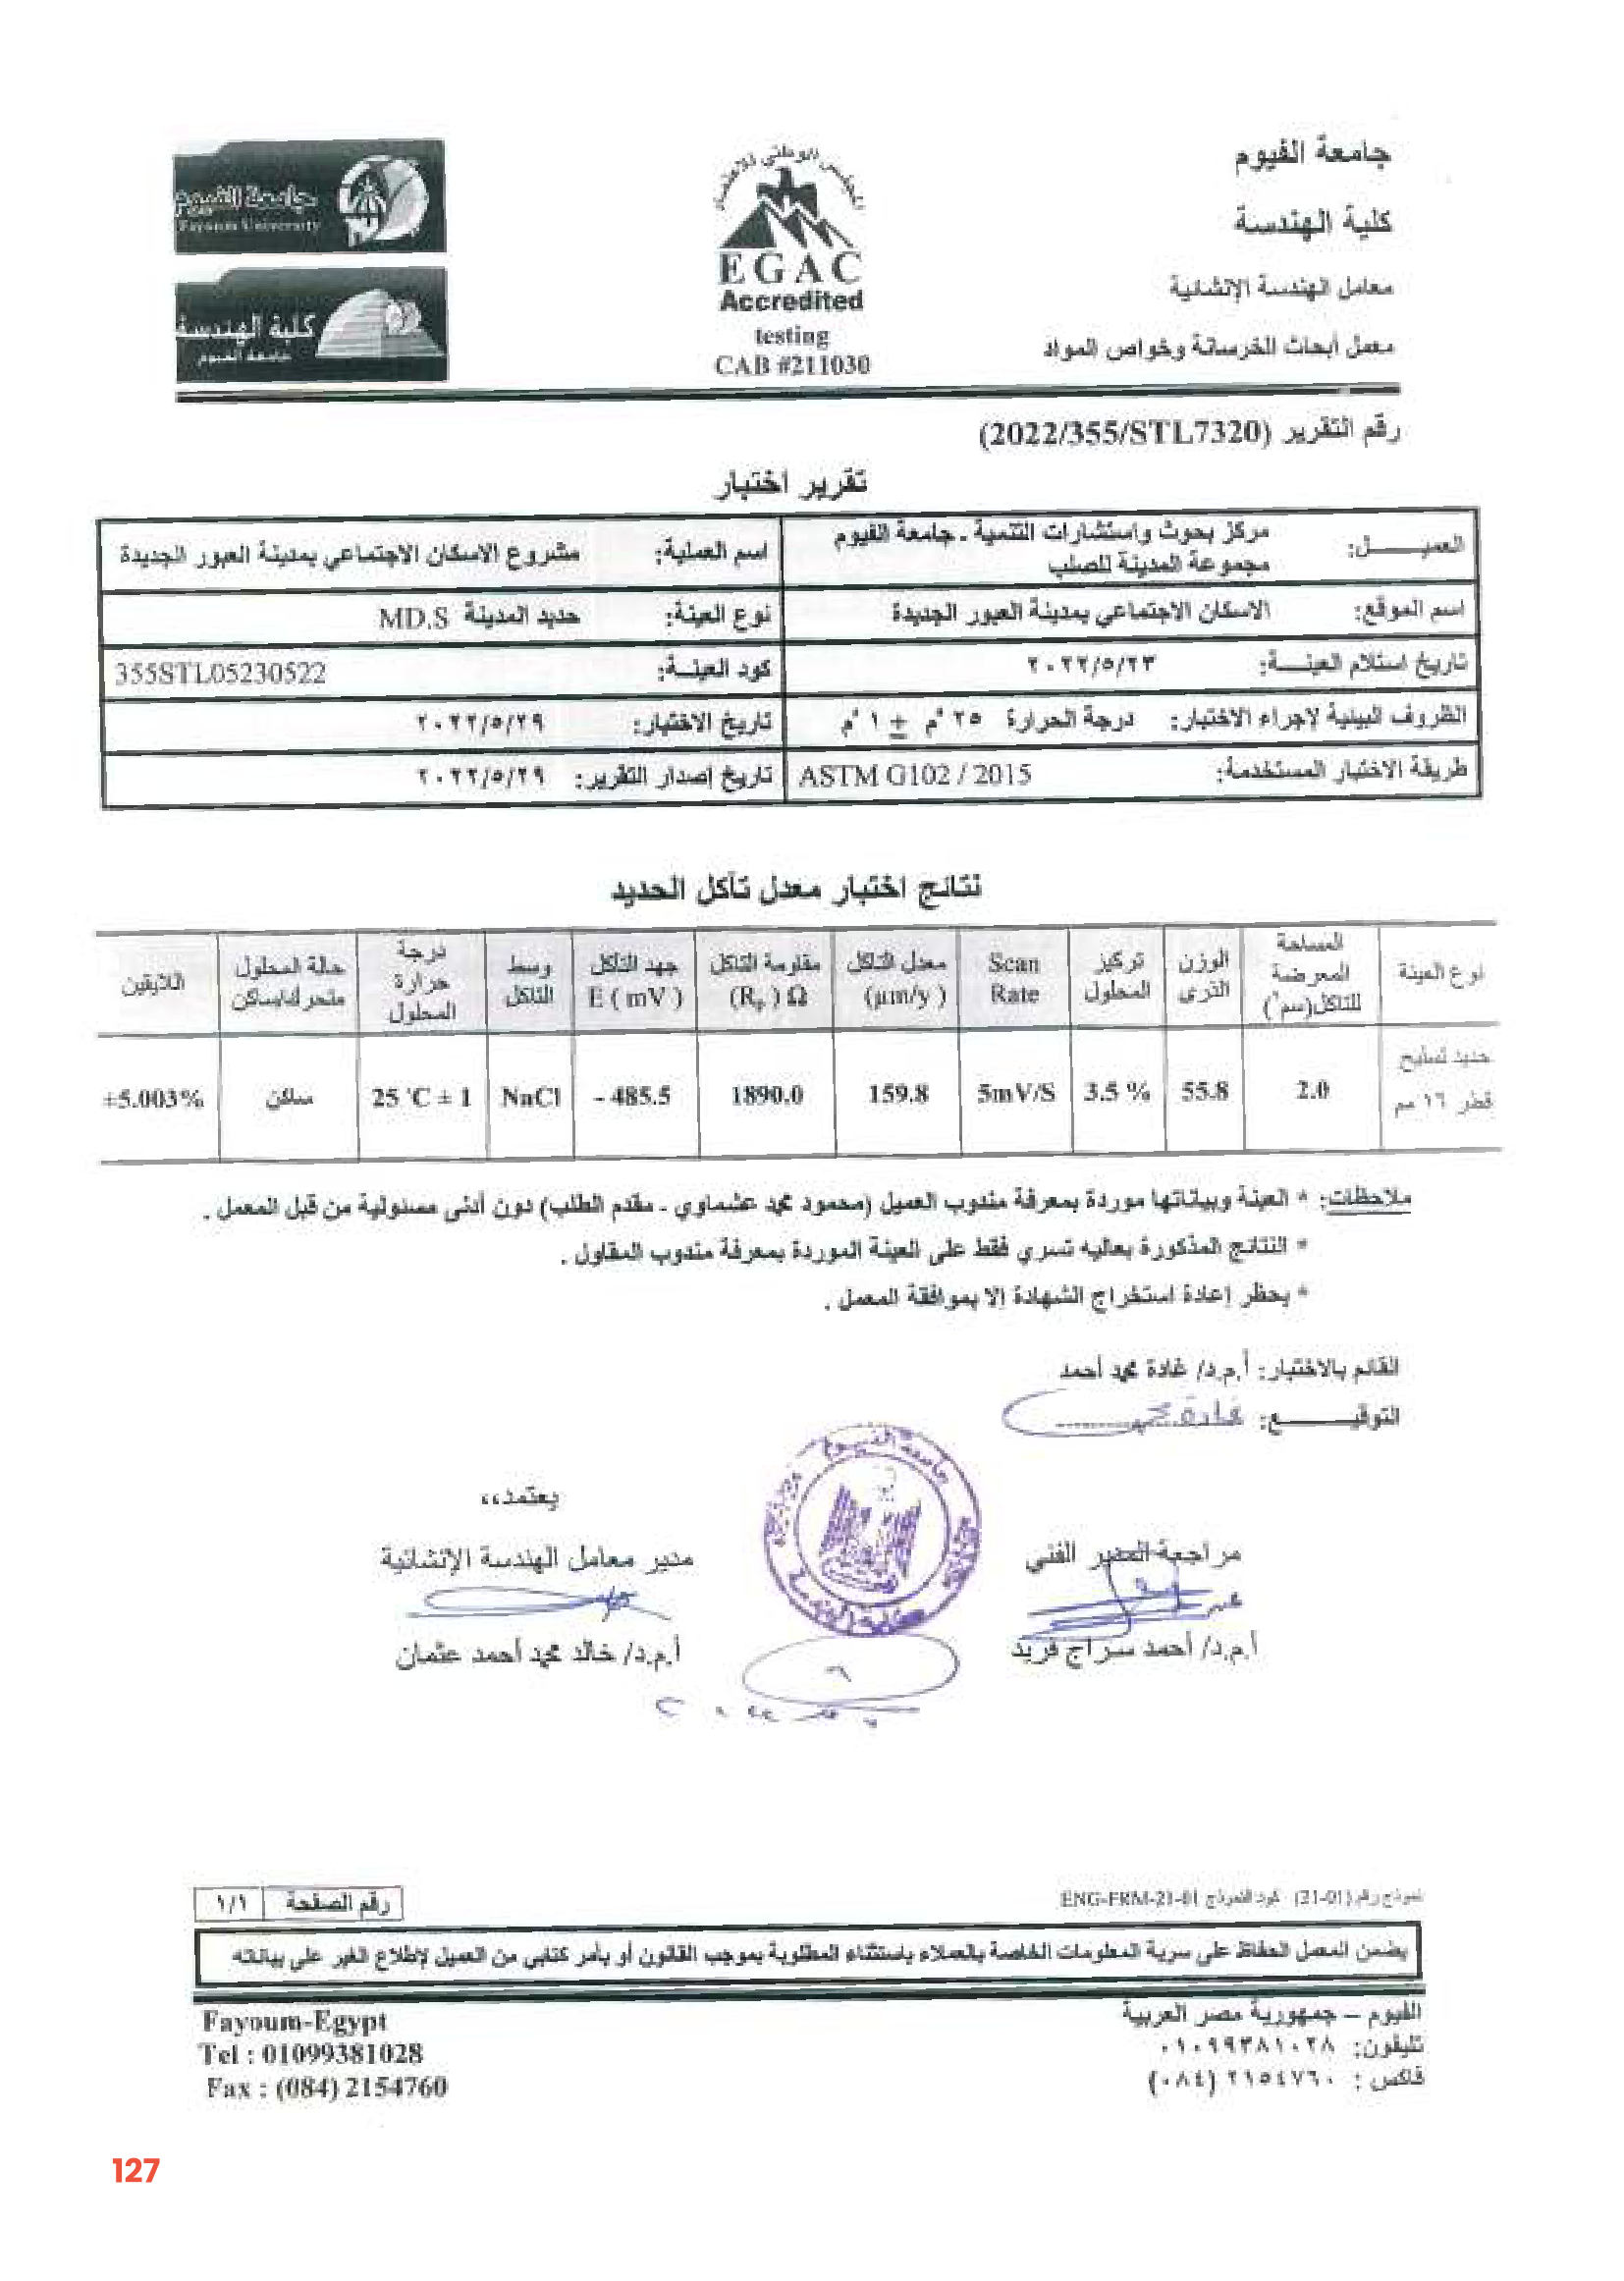 جامعة الفيوم
كلية الهندسة
معامل الهندسة الإنشائية
معمل أبحاث الخرسانة وخواص المواد
المجلس الوطني للاعتماد
EGAC
Accredited
testing
CAB #211030
جامعة الفيوم
Fayoum University
كلية الهندسة
جامعة الفيوم
رقم التقرير (2022/355/STL7320)
تقرير اختبار
العميـــــل: مركز بحوث واستشارات التنمية - جامعة الفيوم
مجموعة المدينة للصلب
اسم العملية: مشروع الاسكان الاجتماعي بمدينة العبور الجديدة
اسم الموقع: الاسكان الاجتماعي بمدينة العبور الجديدة
نوع العينة: حديد المدينة MD.S
تاريخ استلام العينـــة: ٢٠٢٢/٥/٢٣
كود العينــة: 355STL05230522
الظروف البيئية لإجراء الاختبار: درجة الحرارة ٢٥ °م ± ١ °م
تاريخ الاختبار: ٢٠٢٢/٥/٢٩
طريقة الاختبار المستخدمة: ASTM G102 / 2015
تاريخ إصدار التقرير: ٢٠٢٢/٥/٢٩
نتائج اختبار معدل تآكل الحديد
نوع العينة | المساحة المعرضة للتاكل(سم٢) | الوزن الذري | تركيز المحلول | Scan Rate | معدل التاكل (µm/y ) | مقاومة التاكل (Rp ) Ω | جهد التاكل E ( mV ) | وسط التاكل | درجة حرارة المحلول | حالة المحلول متحرك/ساكن | اللايقين
حديد تسليح قطر ١٦ مم | 2.0 | 55.8 | 3.5 % | 5mV/S | 159.8 | 1890.0 | - 485.5 | NaCl | 25 °C ± 1 | ساكن | ±5.003%
ملاحظات: * العينة وبياناتها موردة بمعرفة مندوب العميل (محمود محمد عشماوي - مقدم الطلب) دون أدنى مسئولية من قبل المعمل .
* النتائج المذكورة بعاليه تسري فقط على العينة الموردة بمعرفة مندوب المقاول .
* يحظر إعادة استخراج الشهادة إلا بموافقة المعمل .
القائم بالاختبار: أ.م.د/ غادة محمد أحمد
التوقيـــــــع:
يعتمد،،
مراجعة المدير الفني
مدير معامل الهندسة الإنشائية
أ.م.د/ أحمد سراج فريد
أ.م.د/ خالد محمد أحمد عثمان
جامعة الفيوم
نموذج رقم (21-01) كود النموذج ENG-FRM-21-01
رقم الصفحة ١/١
يضمن المعمل الحفاظ على سرية المعلومات الخاصة بالعملاء باستثناء المطلوبة بموجب القانون أو بأمر كتابي من العميل لإطلاع الغير على بياناته
الفيوم – جمهورية مصر العربية
تليفون: ٠١٠٩٩٣٨١٠٢٨
فاكس : ٢١٥٤٧٦٠ (٠٨٤)
Fayoum-Egypt
Tel : 01099381028
Fax : (084) 2154760
127